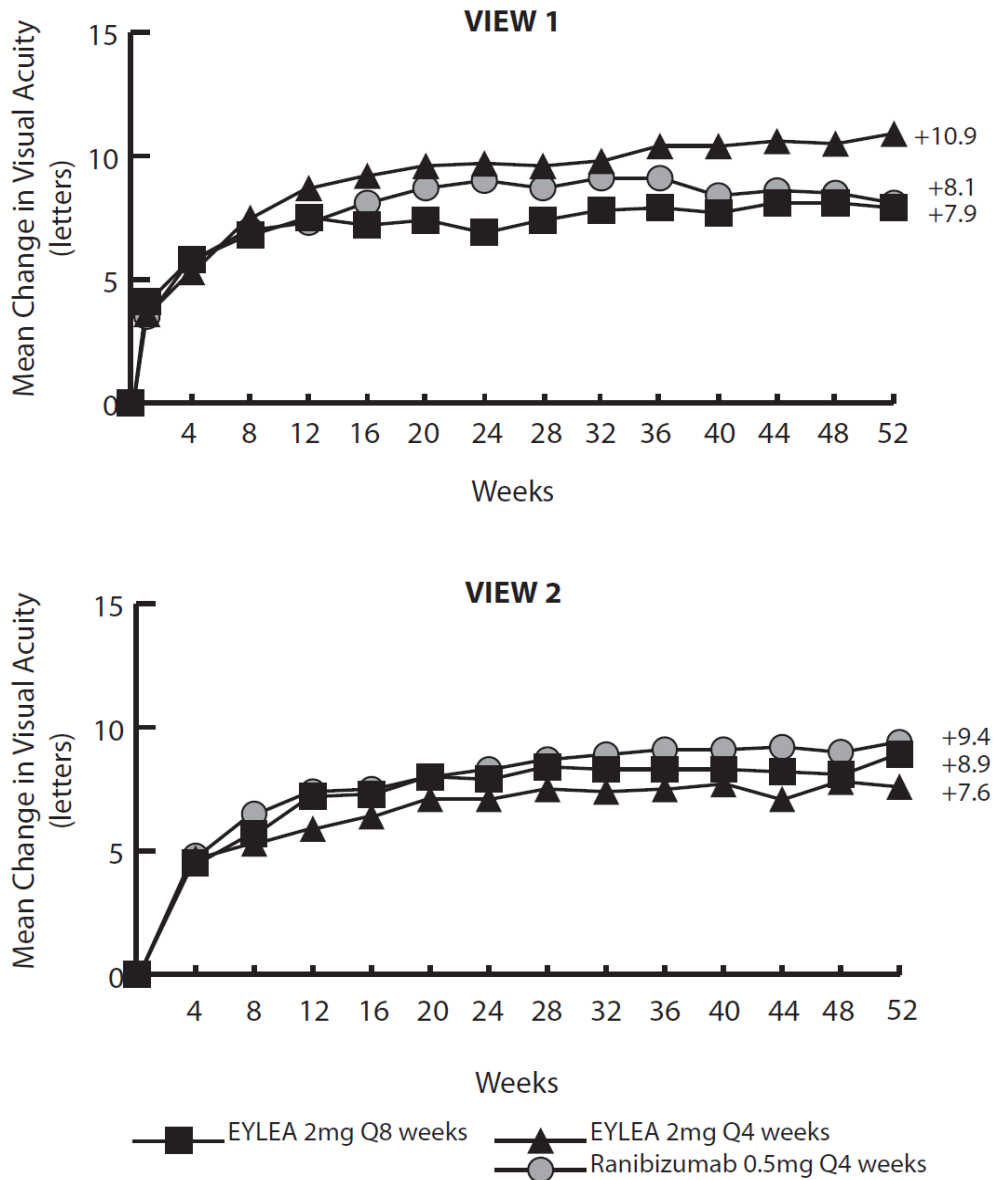 VIEW 1
Mean Change in Visual Acuity
(letters)
15
10
5
0
+10.9
+8.1
+7.9
4 8 12 16 20 24 28 32 36 40 44 48 52
Weeks
VIEW 2
Mean Change in Visual Acuity
(letters)
15
10
5
0
+9.4
+8.9
+7.6
4 8 12 16 20 24 28 32 36 40 44 48 52
Weeks
EYLEA 2mg Q8 weeks
EYLEA 2mg Q4 weeks
Ranibizumab 0.5mg Q4 weeks